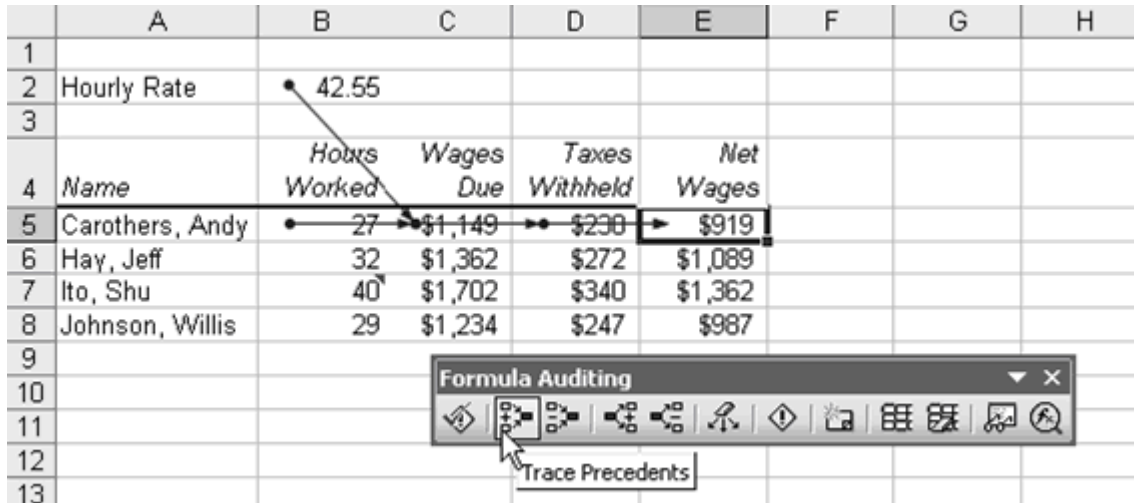 A B C D E F G H
1
2 Hourly Rate 42.55
3
Hours Wages Taxes Net
4 Name Worked Due Withheld Wages
5 Carothers, Andy 27 $1,149 $230 $919
6 Hay, Jeff 32 $1,362 $272 $1,089
7 Ito, Shu 40 $1,702 $340 $1,362
8 Johnson, Willis 29 $1,234 $247 $987
9
10 Formula Auditing
11
12 Trace Precedents
13